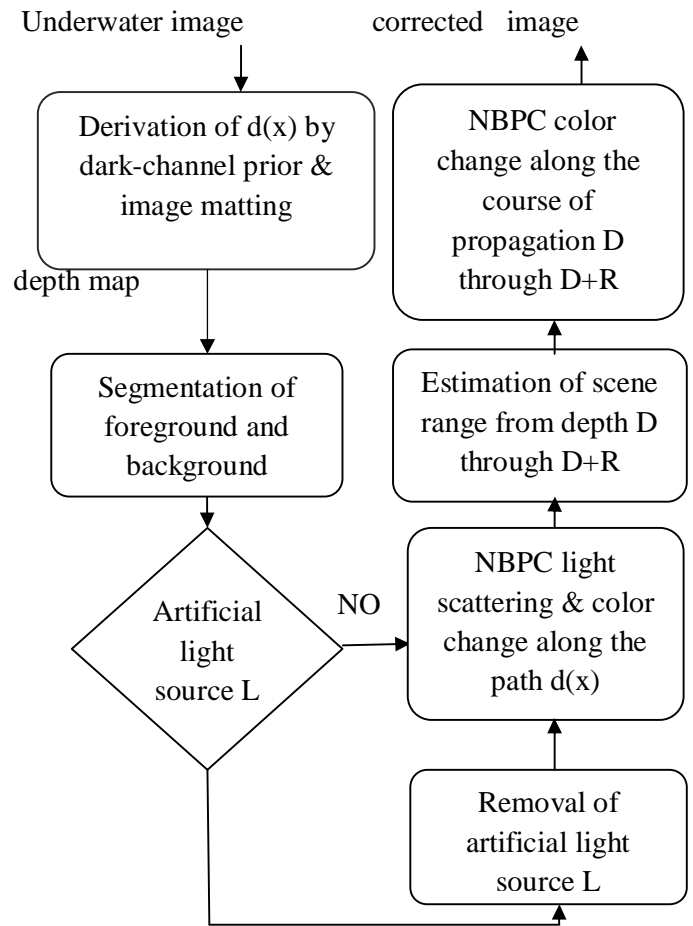 Underwater image
Derivation of d(x) by
dark-channel prior &
image matting
depth map
Segmentation of
foreground and
background
Artificial
light
source L
NO
Removal of
artificial light
source L
NBPC light
scattering & color
change along the
path d(x)
Estimation of scene
range from depth D
through D+R
NBPC color
change along the
course of
propagation D
through D+R
corrected image